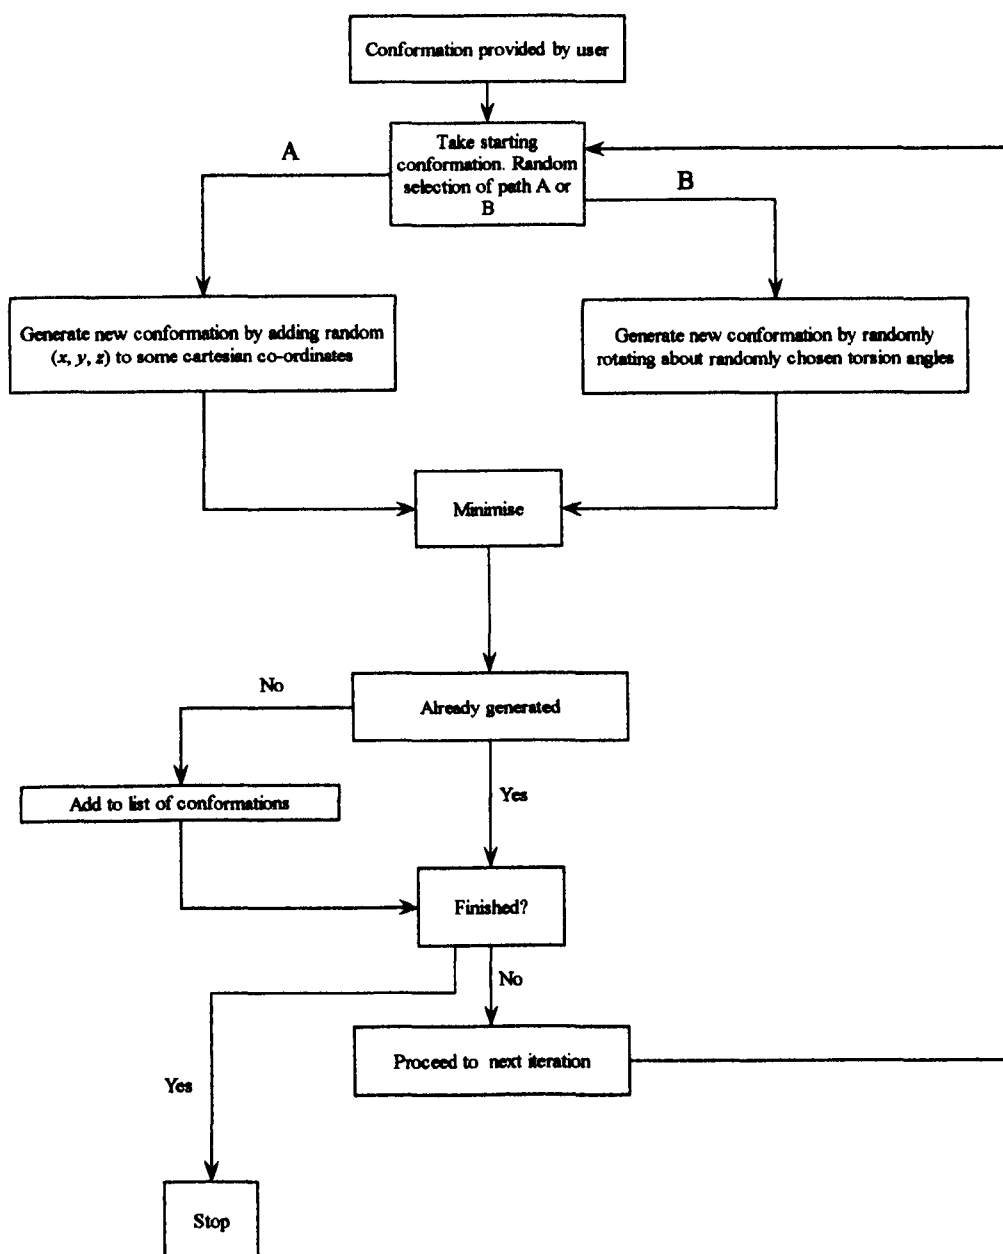 Conformation provided by user
Take starting
conformation. Random
selection of path A or
B
A
B
Generate new conformation by adding random
(x, y, z) to some cartesian co-ordinates
Generate new conformation by randomly
rotating about randomly chosen torsion angles
Minimise
No
Already generated
Add to list of conformations
Yes
Finished?
No
Proceed to next iteration
Yes
Stop